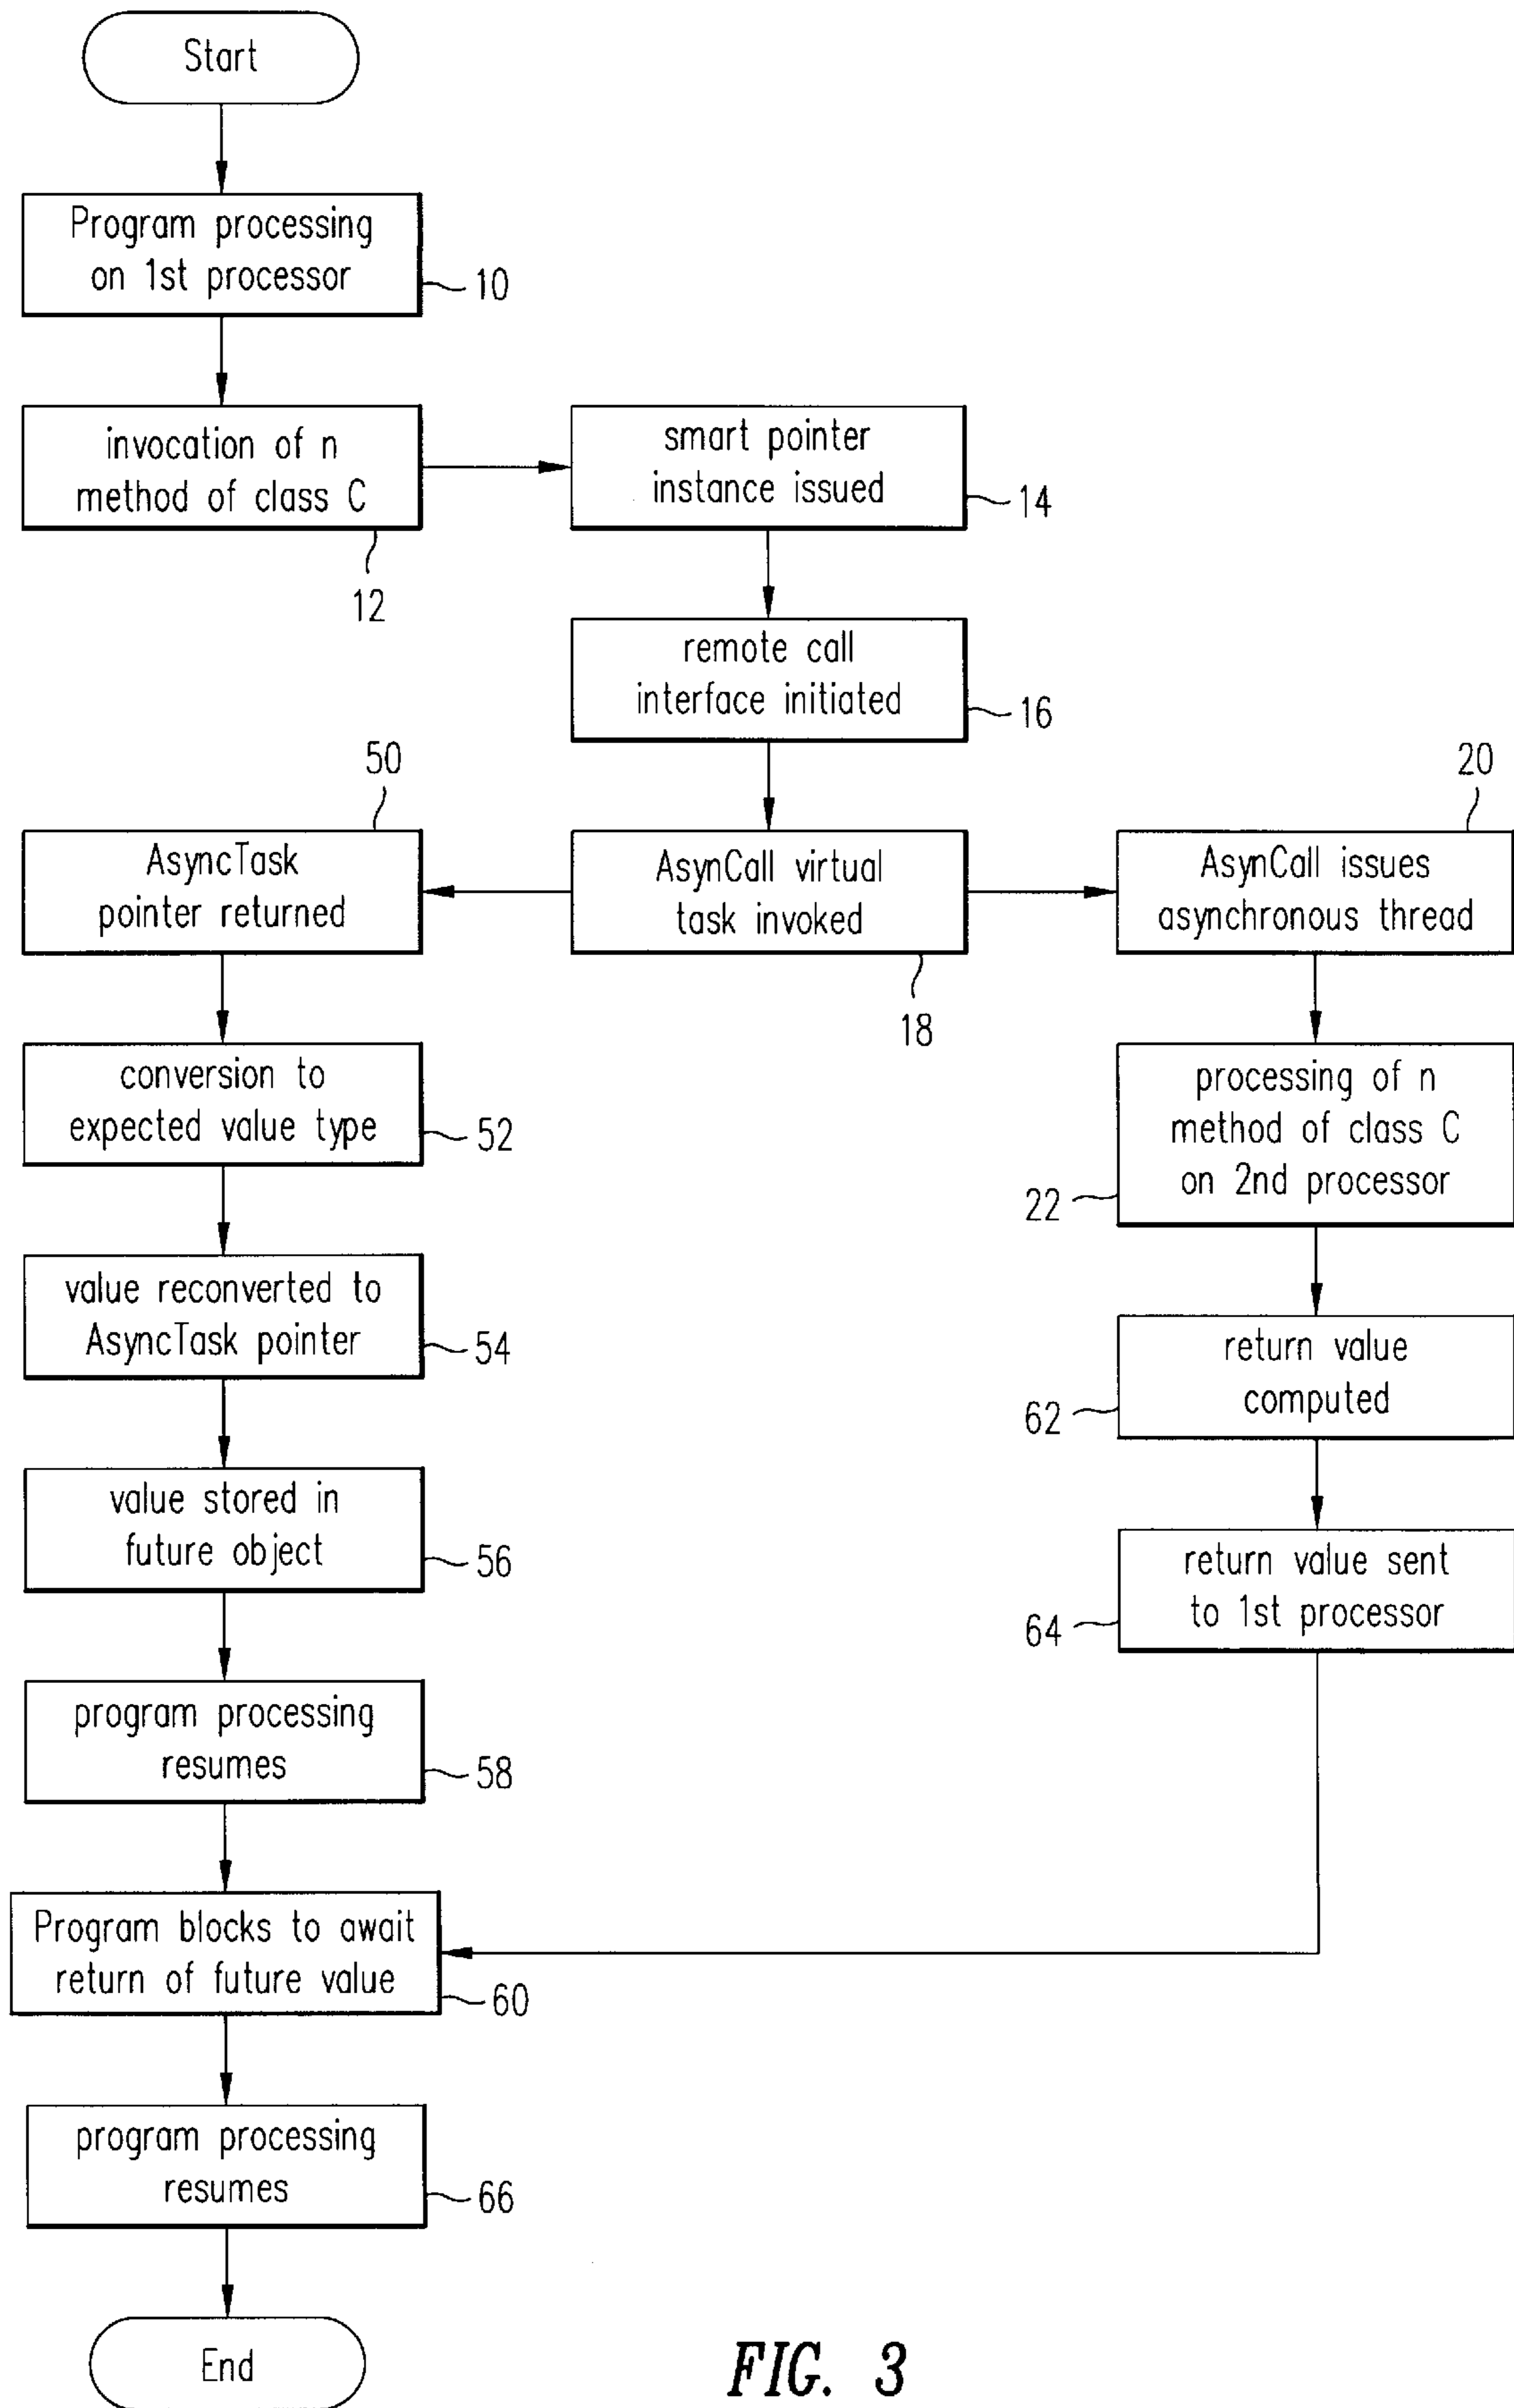 Start
Program processing
on 1st processor
10
invocation of n
method of class C
12
smart pointer
instance issued
14
remote call
interface initiated
16
50
AsyncTask
pointer returned
AsynCall virtual
task invoked
18
20
AsynCall issues
asynchronous thread
conversion to
expected value type
52
processing of n
method of class C
on 2nd processor
22
value reconverted to
AsyncTask pointer
54
return value
computed
62
value stored in
future object
56
return value sent
to 1st processor
64
program processing
resumes
58
Program blocks to await
return of future value
60
program processing
resumes
66
End
FIG. 3